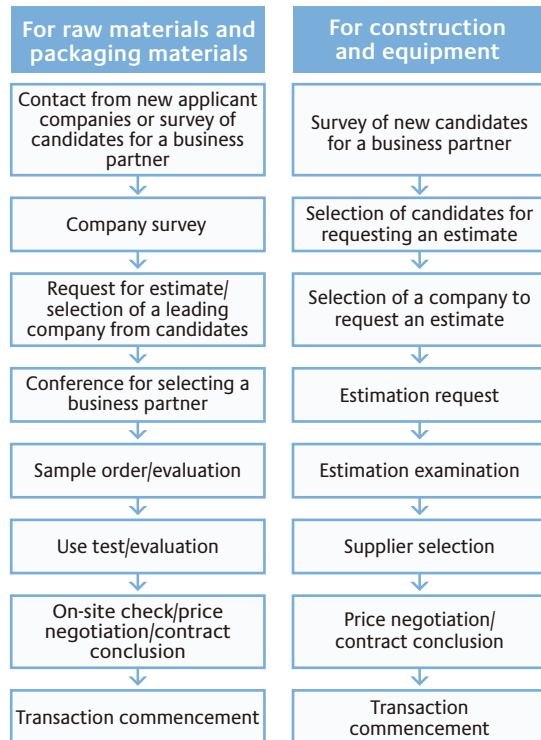 For raw materials and
packaging materials
Contact from new applicant
companies or survey of
candidates for a business
partner
Company survey
Request for estimate/
selection of a leading
company from candidates
Conference for selecting a
business partner
Sample order/evaluation
Use test/evaluation
On-site check/price
negotiation/contract
conclusion
Transaction commencement
For construction
and equipment
Survey of new candidates
for a business partner
Selection of candidates for
requesting an estimate
Selection of a company to
request an estimate
Estimation request
Estimation examination
Supplier selection
Price negotiation/
contract conclusion
Transaction
commencement